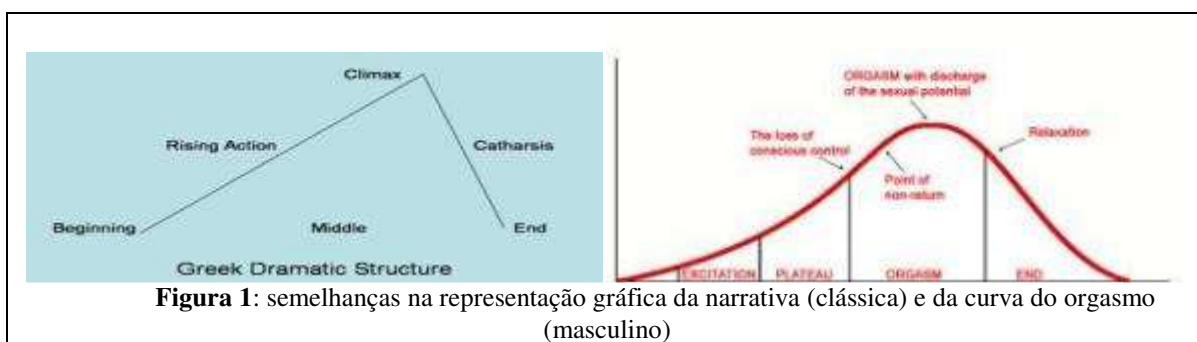 Climax
Rising Action
Catharsis
Beginning
Middle
End
Greek Dramatic Structure
ORGASM with discharge
of the sexual potential
The loss of
conscious control
Relaxation
Point of
non-return
EXCITATION
PLATEAU
ORGASM
END
Figura 1: semelhanças na representação gráfica da narrativa (clássica) e da curva do orgasmo
(masculino)